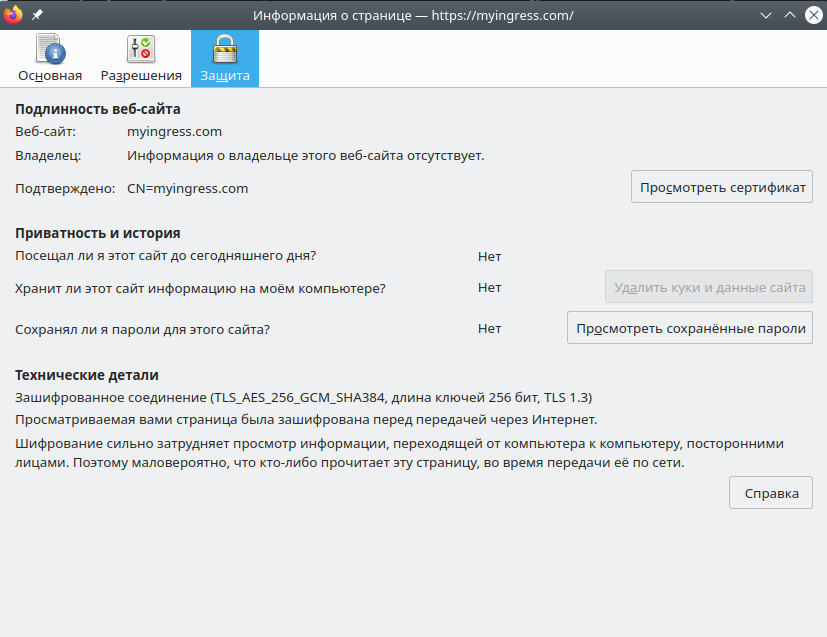 Информация о странице — https://myingress.com/
Основная
Разрешения
Защита
Подлинность веб-сайта
Веб-сайт: myingress.com
Владелец: Информация о владельце этого веб-сайта отсутствует.
Подтверждено: CN=myingress.com
Просмотреть сертификат
Приватность и история
Посещал ли я этот сайт до сегодняшнего дня? Нет
Хранит ли этот сайт информацию на моём компьютере? Нет
Удалить куки и данные сайта
Сохранял ли я пароли для этого сайта? Нет
Просмотреть сохранённые пароли
Технические детали
Зашифрованное соединение (TLS_AES_256_GCM_SHA384, длина ключей 256 бит, TLS 1.3)
Просматриваемая вами страница была зашифрована перед передачей через Интернет.
Шифрование сильно затрудняет просмотр информации, переходящей от компьютера к компьютеру, посторонними
лицами. Поэтому маловероятно, что кто-либо прочитает эту страницу, во время передачи её по сети.
Справка